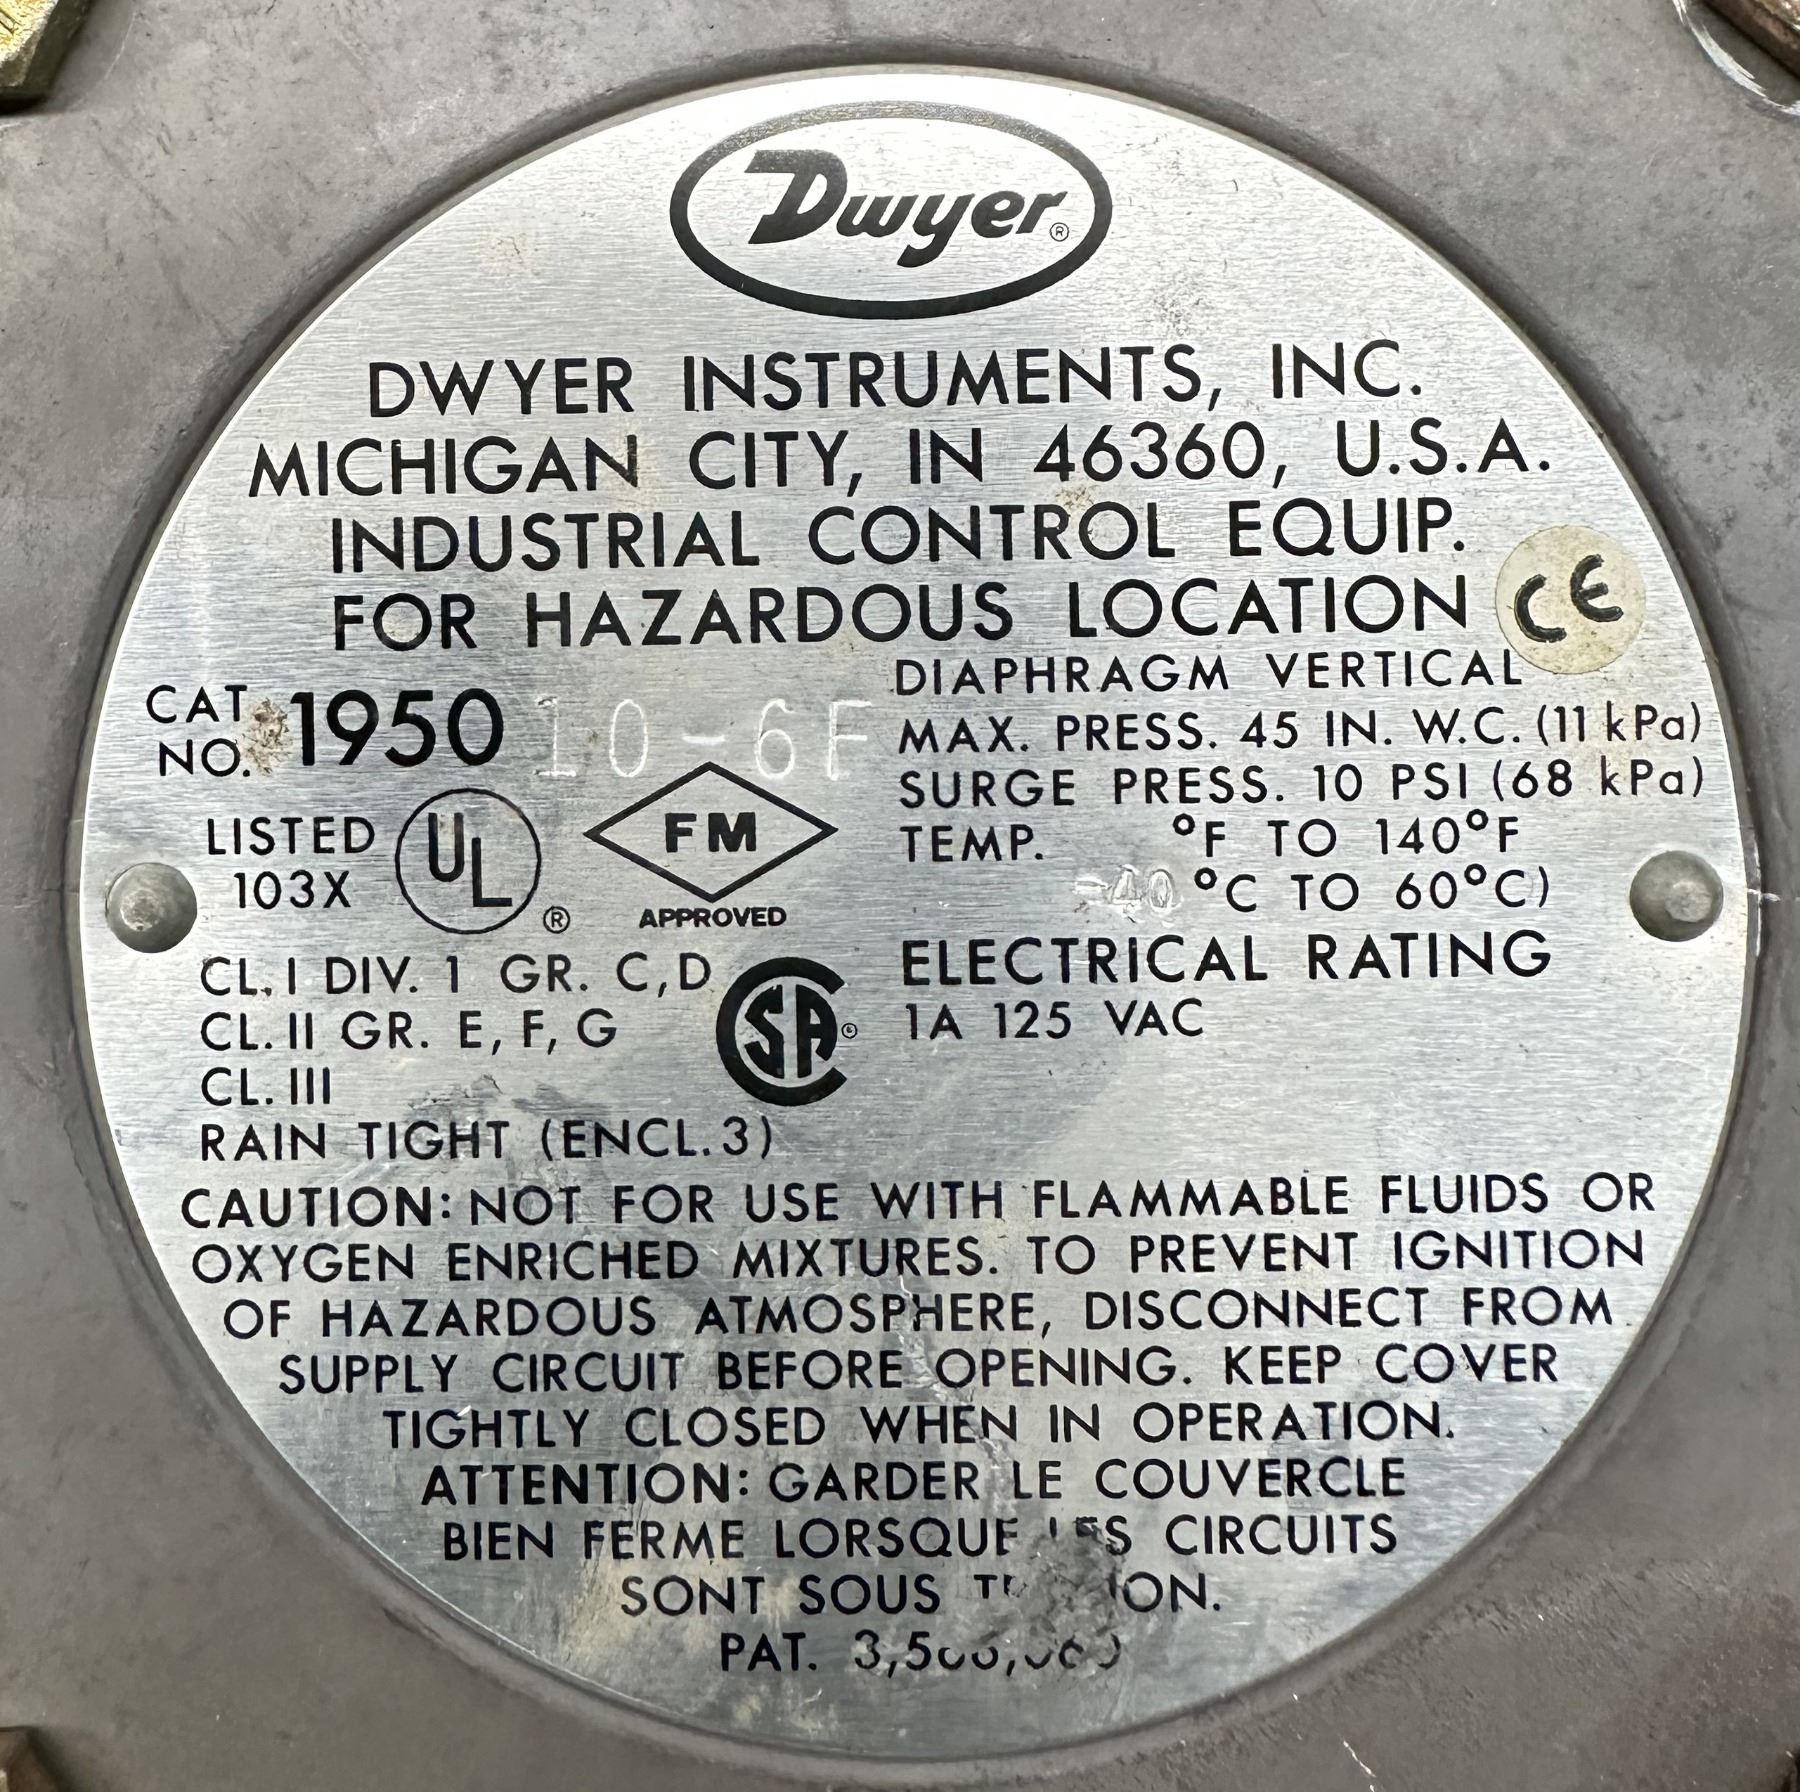 Dwyer®
DWYER INSTRUMENTS, INC.
MICHIGAN CITY, IN 46360, U.S.A.
INDUSTRIAL CONTROL EQUIP.
FOR HAZARDOUS LOCATION
CE
CAT. NO. 1950 10-6F
LISTED 103X
UL®
FM
APPROVED
CL. I DIV. 1 GR. C,D
CL. II GR. E, F, G
CL. III
RAIN TIGHT (ENCL. 3)
SA
DIAPHRAGM VERTICAL
MAX. PRESS. 45 IN. W.C. (11 kPa)
SURGE PRESS. 10 PSI (68 kPa)
TEMP. °F TO 140°F
-40 °C TO 60°C)
ELECTRICAL RATING
1A 125 VAC
CAUTION: NOT FOR USE WITH FLAMMABLE FLUIDS OR
OXYGEN ENRICHED MIXTURES. TO PREVENT IGNITION
OF HAZARDOUS ATMOSPHERE, DISCONNECT FROM
SUPPLY CIRCUIT BEFORE OPENING. KEEP COVER
TIGHTLY CLOSED WHEN IN OPERATION.
ATTENTION: GARDER LE COUVERCLE
BIEN FERME LORSQUE LES CIRCUITS
SONT SOUS
PAT.